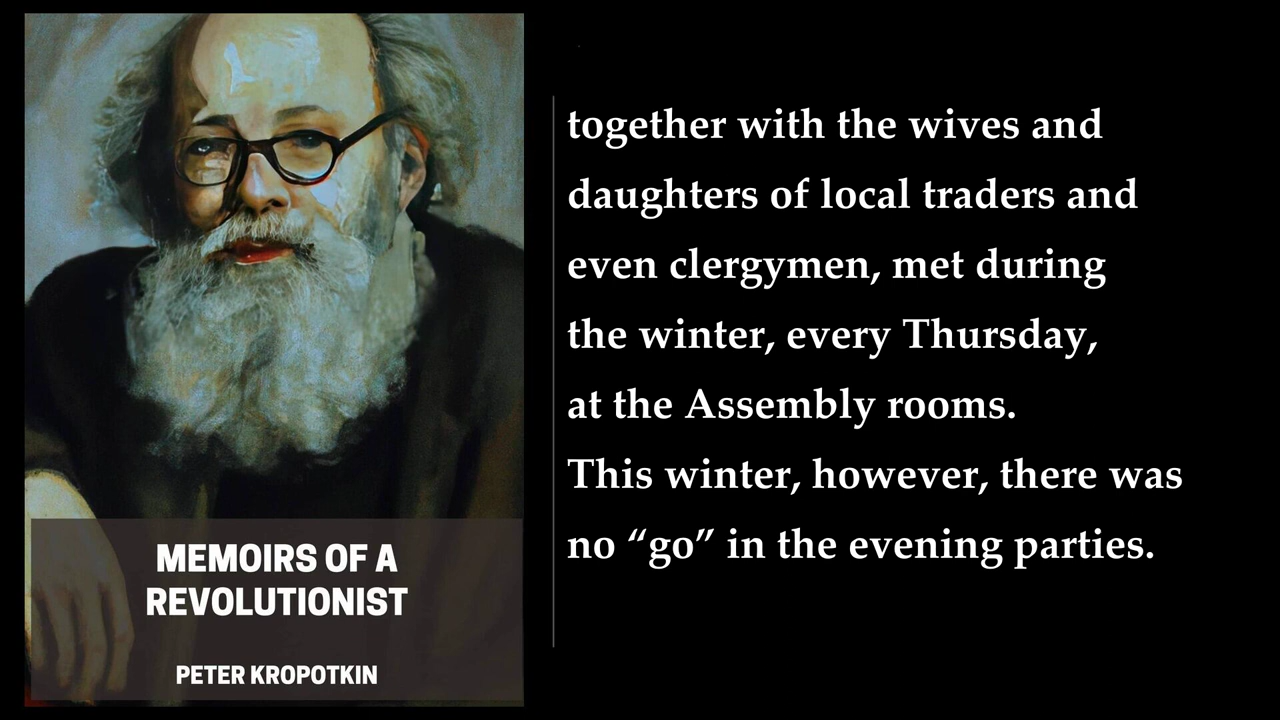 together with the wives and
daughters of local traders and
even clergymen, met during
the winter, every Thursday,
at the Assembly rooms.
This winter, however, there was
no “go” in the evening parties.
MEMOIRS OF A
REVOLUTIONIST
PETER KROPOTKIN